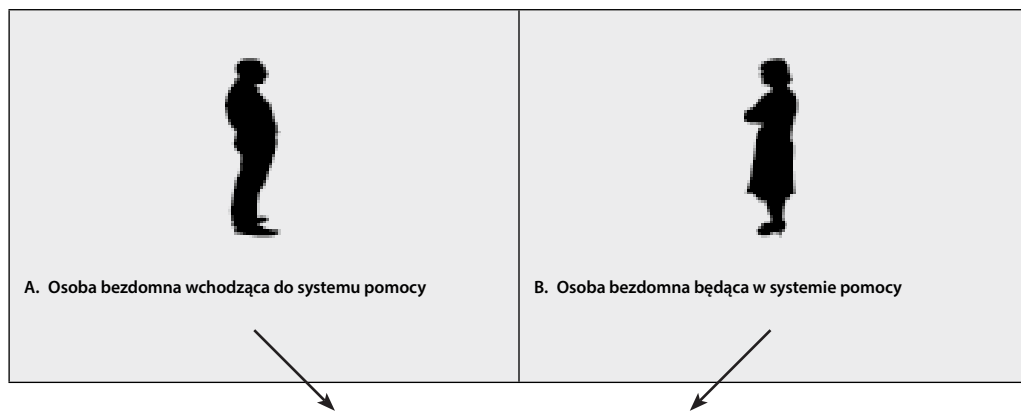 A. Osoba bezdomna wchodząca do systemu pomocy
B. Osoba bezdomna będąca w systemie pomocy